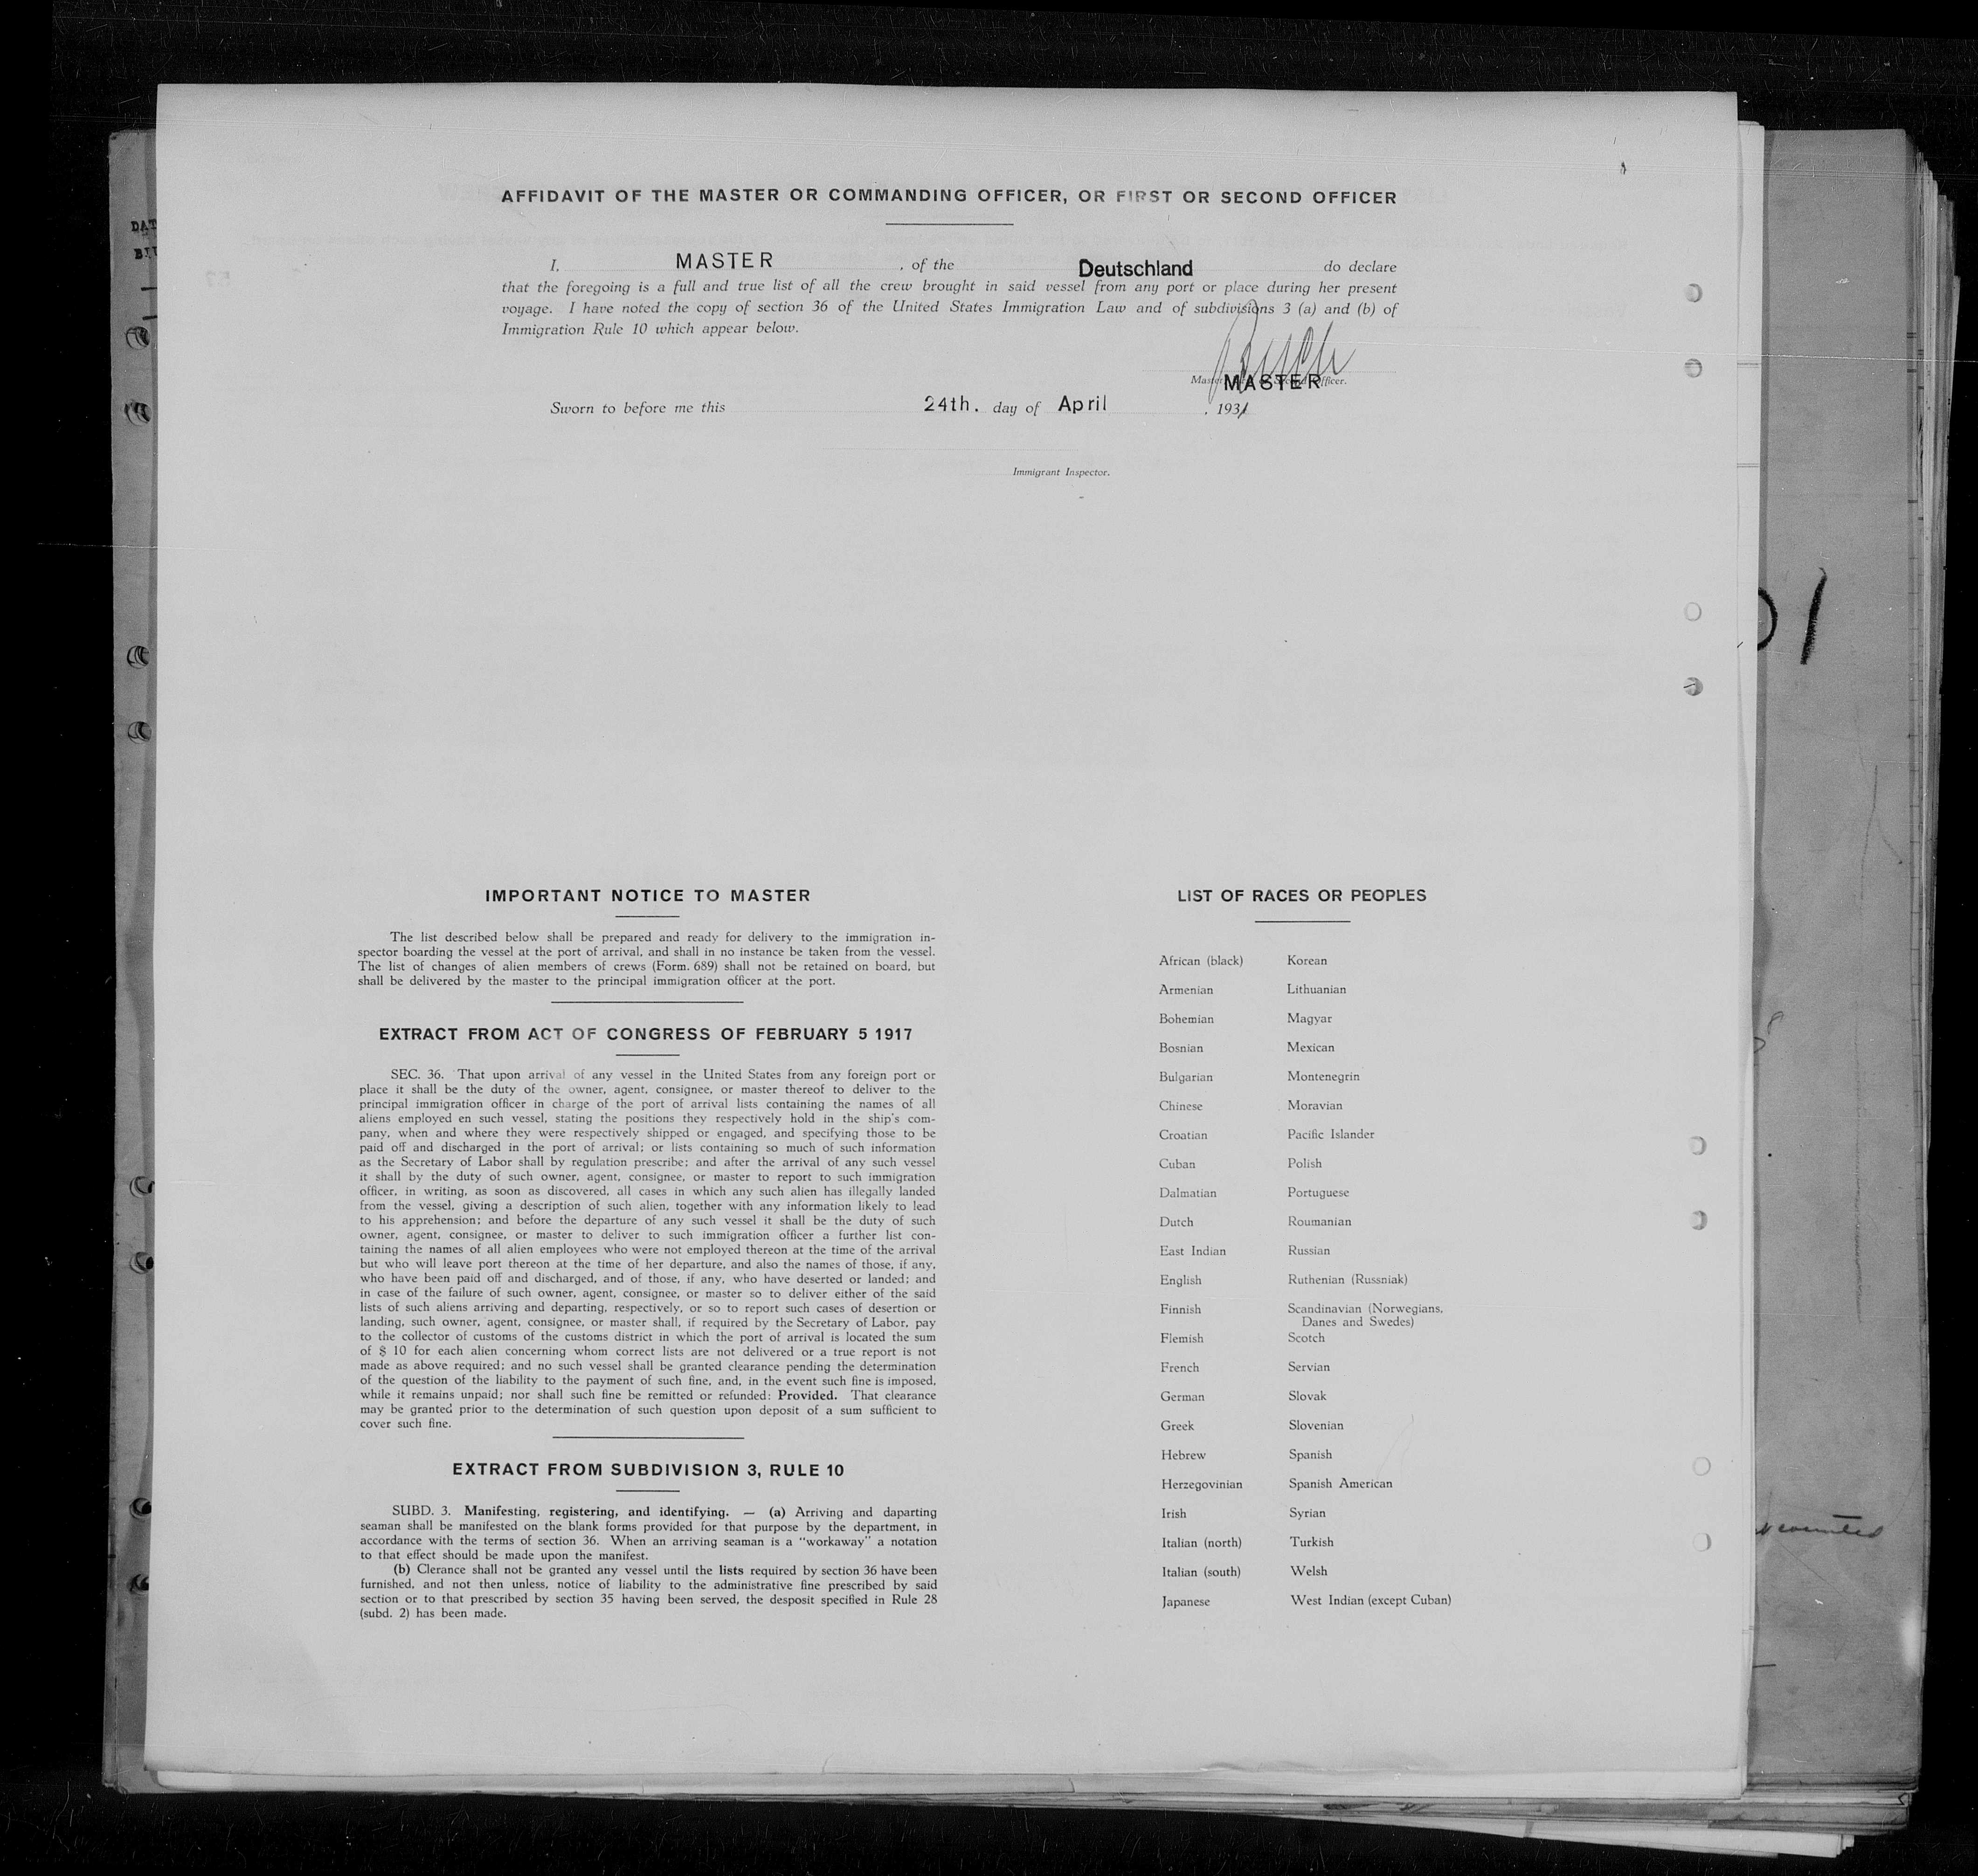 AFFIDAVIT OF THE MASTER OR COMMANDING OFFICER, OR FIRST OR SECOND OFFICER
I, MASTER , of the Deutschland do declare
that the foregoing is a full and true list of all the crew brought in said vessel from any port or place during her present
voyage. I have noted the copy of section 36 of the United States Immigration Law and of subdivisions 3 (a) and (b) of
Immigration Rule 10 which appear below.
MASTER
Sworn to before me this 24th. day of April , 1931
Immigrant Inspector.
IMPORTANT NOTICE TO MASTER
The list described below shall be prepared and ready for delivery to the immigration in-
spector boarding the vessel at the port of arrival, and shall in no instance be taken from the vessel.
The list of changes of alien members of crews (Form. 689) shall not be retained on board, but
shall be delivered by the master to the principal immigration officer at the port.
EXTRACT FROM ACT OF CONGRESS OF FEBRUARY 5 1917
SEC. 36. That upon arrival of any vessel in the United States from any foreign port or
place it shall be the duty of the owner, agent, consignee, or master thereof to deliver to the
principal immigration officer in charge of the port of arrival lists containing the names of all
aliens employed en such vessel, stating the positions they respectively hold in the ship's com-
pany, when and where they were respectively shipped or engaged, and specifying those to be
paid off and discharged in the port of arrival; or lists containing so much of such information
as the Secretary of Labor shall by regulation prescribe; and after the arrival of any such vessel
it shall by the duty of such owner, agent, consignee, or master to report to such immigration
officer, in writing, as soon as discovered, all cases in which any such alien has illegally landed
from the vessel, giving a description of such alien, together with any information likely to lead
to his apprehension; and before the departure of any such vessel it shall be the duty of such
owner, agent, consignee, or master to deliver to such immigration officer a further list con-
taining the names of all alien employees who were not employed thereon at the time of the arrival
but who will leave port thereon at the time of her departure, and also the names of those, if any,
who have been paid off and discharged, and of those, if any, who have deserted or landed; and
in case of the failure of such owner, agent, consignee, or master so to deliver either of the said
lists of such aliens arriving and departing, respectively, or so to report such cases of desertion or
landing, such owner, agent, consignee, or master shall, if required by the Secretary of Labor, pay
to the collector of customs of the customs district in which the port of arrival is located the sum
of $ 10 for each alien concerning whom correct lists are not delivered or a true report is not
made as above required; and no such vessel shall be granted clearance pending the determination
of the question of the liability to the payment of such fine, and, in the event such fine is imposed,
while it remains unpaid; nor shall such fine be remitted or refunded: Provided. That clearance
may be granted prior to the determination of such question upon deposit of a sum sufficient to
cover such fine.
EXTRACT FROM SUBDIVISION 3, RULE 10
SUBD. 3. Manifesting, registering, and identifying. — (a) Arriving and daparting
seaman shall be manifested on the blank forms provided for that purpose by the department, in
accordance with the terms of section 36. When an arriving seaman is a "workaway" a notation
to that effect should be made upon the manifest.
(b) Clerance shall not be granted any vessel until the lists required by section 36 have been
furnished, and not then unless, notice of liability to the administrative fine prescribed by said
section or to that prescribed by section 35 having been served, the desposit specified in Rule 28
(subd. 2) has been made.
LIST OF RACES OR PEOPLES
African (black) Korean
Armenian Lithuanian
Bohemian Magyar
Bosnian Mexican
Bulgarian Montenegrin
Chinese Moravian
Croatian Pacific Islander
Cuban Polish
Dalmatian Portuguese
Dutch Roumanian
East Indian Russian
English Ruthenian (Russniak)
Finnish Scandinavian (Norwegians,
Danes and Swedes)
Flemish Scotch
French Servian
German Slovak
Greek Slovenian
Hebrew Spanish
Herzegovinian Spanish American
Irish Syrian
Italian (north) Turkish
Italian (south) Welsh
Japanese West Indian (except Cuban)